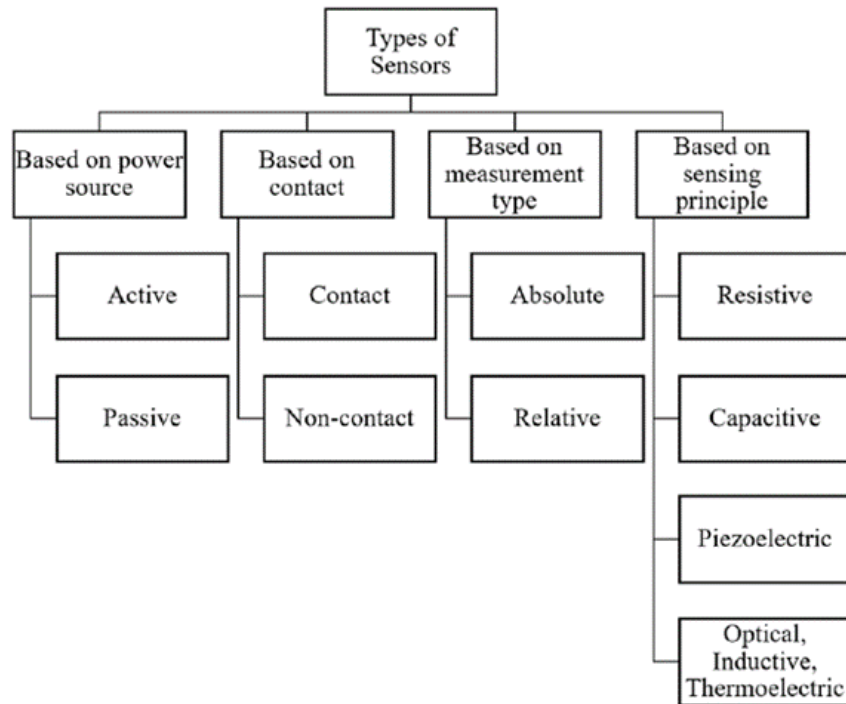 Types of
Sensors
Based on power
source
Based on
contact
Based on
measurement
type
Based on
sensing
principle
Active
Contact
Absolute
Resistive
Passive
Non-contact
Relative
Capacitive
Piezoelectric
Optical,
Inductive,
Thermoelectric